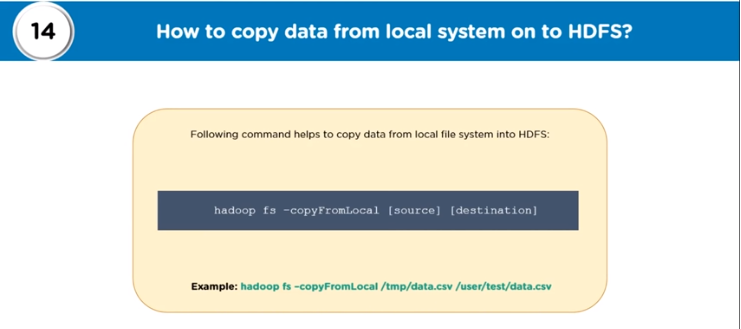 14
How to copy data from local system on to HDFS?
Following command helps to copy data from local file system into HDFS:
hadoop fs -copyFromLocal [source] [destination]
Example: hadoop fs -copyFromLocal /tmp/data.csv /user/test/data.csv